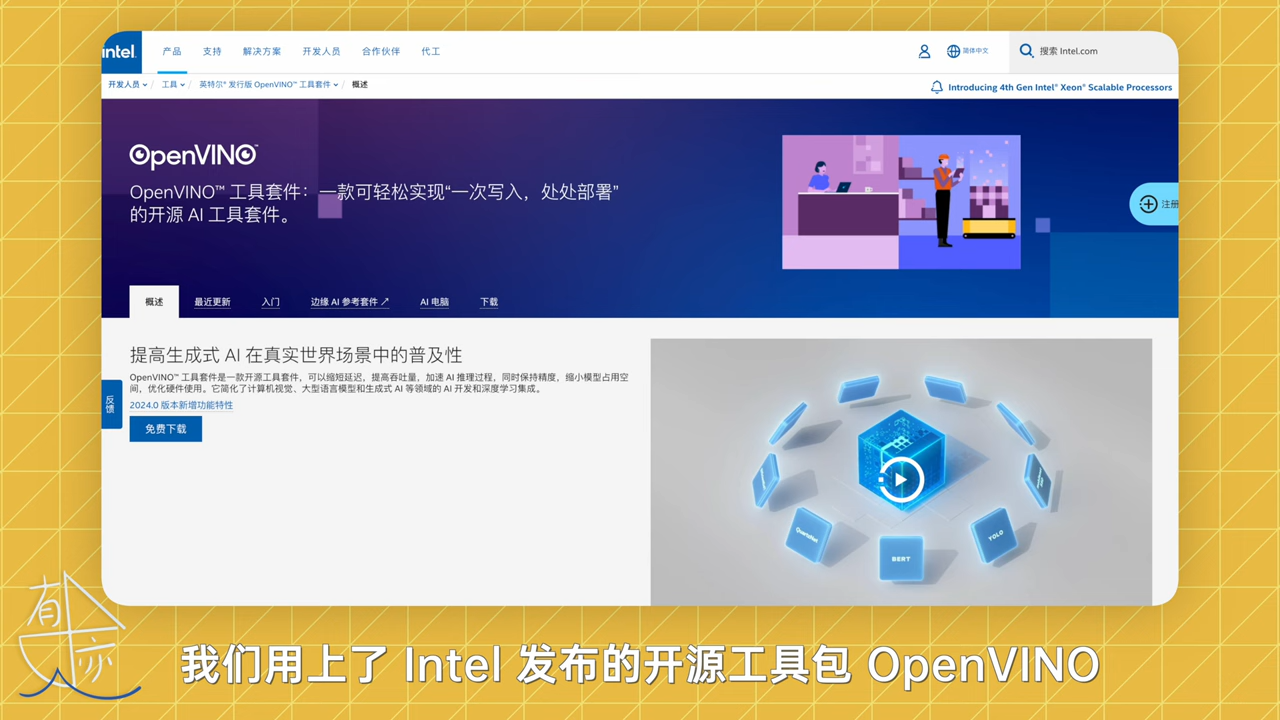 intel.
产品
支持
解决方案
开发人员
合作伙伴
代工
简体中文
搜索 Intel.com
开发人员 / 工具 / 英特尔® 发行版 OpenVINO™ 工具套件 / 概述
Introducing 4th Gen Intel® Xeon® Scalable Processors
OpenVINO™
OpenVINO™ 工具套件：一款可轻松实现“一次写入，处处部署”
的开源 AI 工具套件。
注册
概述
最近更新
入门
边缘 AI 参考套件
AI 电脑
下载
提高生成式 AI 在真实世界场景中的普及性
OpenVINO™ 工具套件是一款开源工具套件，可以缩短延迟，提高吞吐量，加速 AI 推理过程，同时保持精度，缩小模型占用空
间，优化硬件使用。它简化了计算机视觉、大型语言模型和生成式 AI 等领域的 AI 开发和深度学习集成。
2024.0 版本新增功能特性
免费下载
反馈
BERT
YOLO
有亦
我们用上了 Intel 发布的开源工具包 OpenVINO